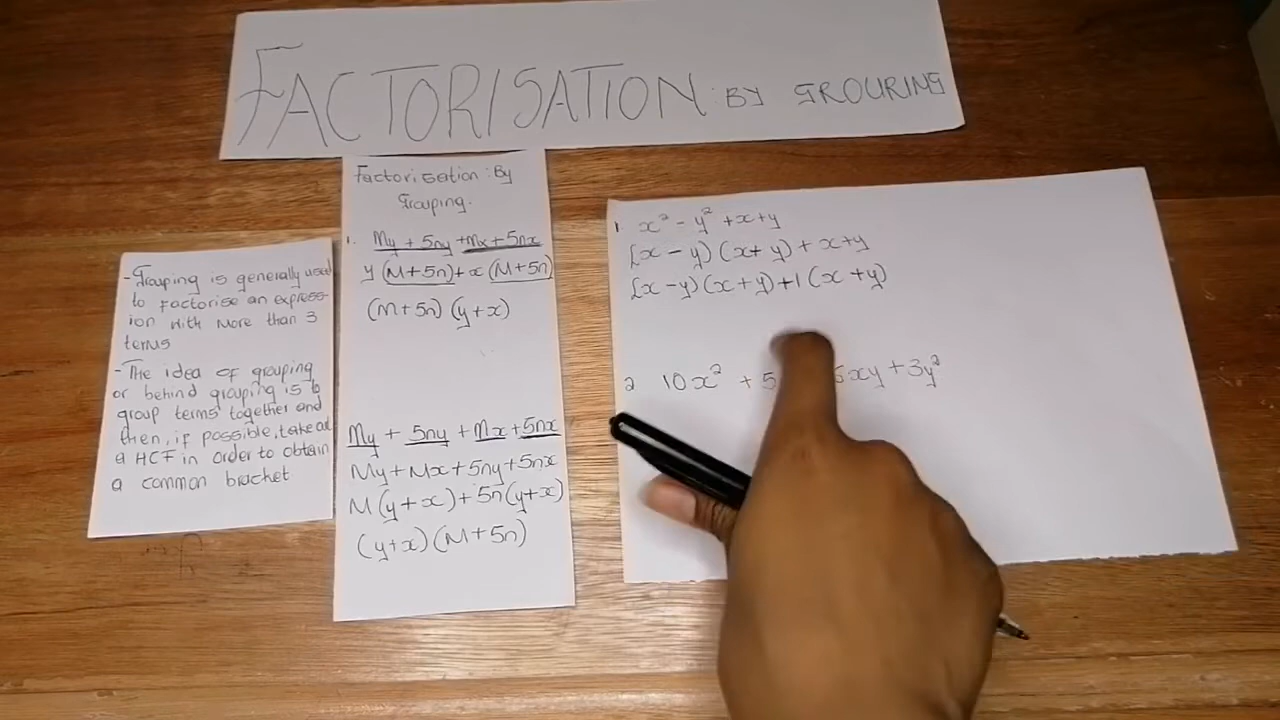 FACTORISATION: BY GROUPING
- Grouping is generally used
to factorise an express-
ion with more than 3
terms
- The idea of grouping
or behind grouping is to
group terms together and
then, if possible, take out
a HCF in order to obtain
a common bracket
Factorisation: By
Grouping.
1. My + 5ny + Mx + 5nx
y (M+5n) + x (M+5n)
(M+5n) (y+x)
My + 5ny + Mx + 5nx
My + Mx + 5ny + 5nx
M(y+x) + 5n(y+x)
(y+x)(M+5n)
1 x² - y² + x + y
(x - y) (x + y) + x + y
(x - y) (x + y) + 1 (x + y)
2 10x² + 5 xy + 3y²